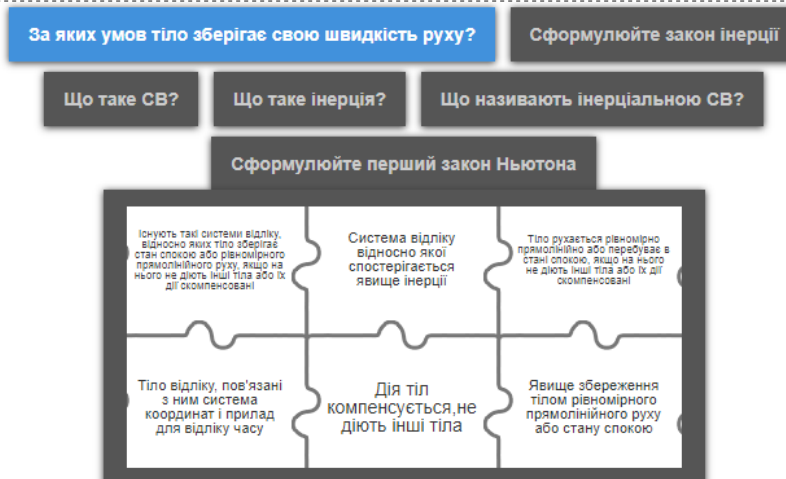 За яких умов тіло зберігає свою швидкість руху?
Сформулюйте закон інерції
Що таке СВ?
Що таке інерція?
Що називають інерціальною СВ?
Сформулюйте перший закон Ньютона
Існують такі системи відліку,
відносно яких тіло зберігає
стан спокою або рівномірного
прямолінійного руху, якщо на
нього не діють інші тіла або їх
дії скомпенсовані
Система відліку
відносно якої
спостерігається
явище інерції
Тіло рухається рівномірно
прямолінійно або перебуває в
стані спокою, якщо на нього
не діють інші тіла або їх дії
скомпенсовані
Тіло відліку, пов'язані
з ним система
координат і прилад
для відліку часу
Дія тіл
компенсується,не
діють інші тіла
Явище збереження
тілом рівномірного
прямолінійного руху
або стану спокою